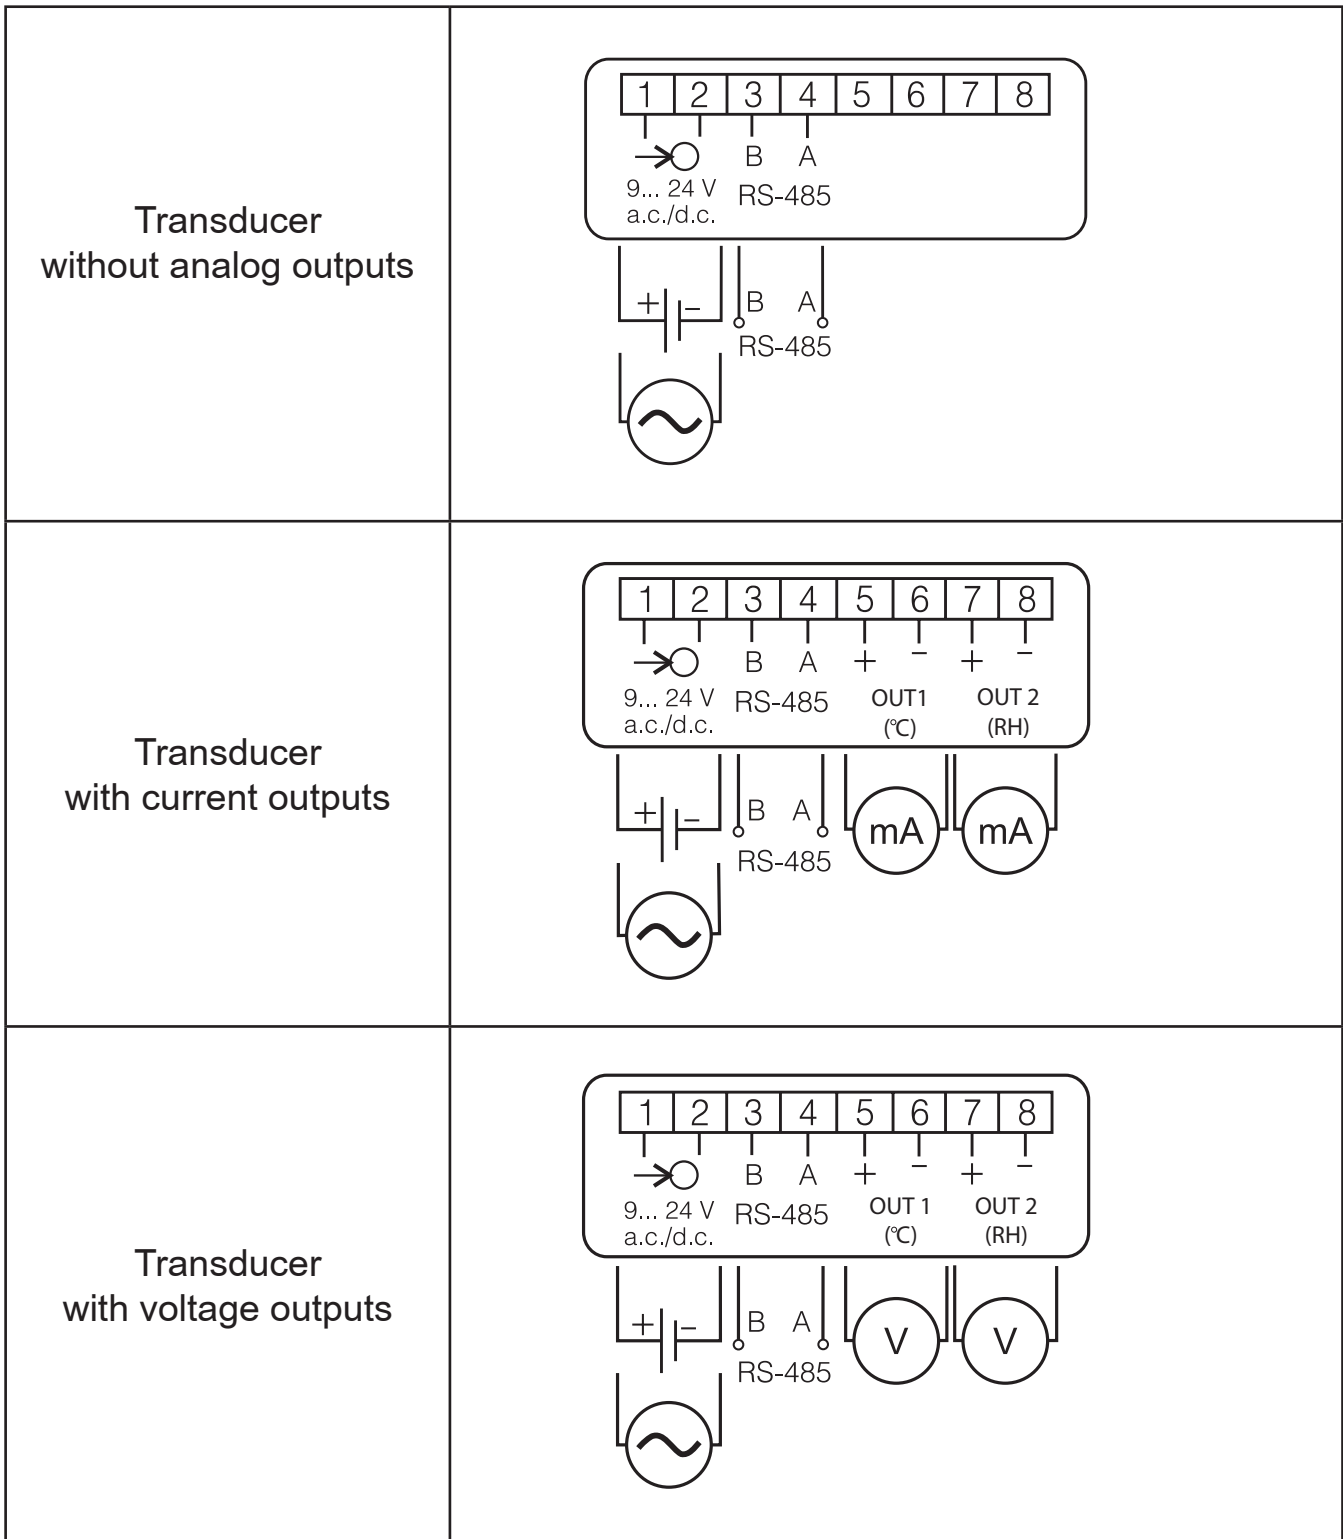 Transducer
without analog outputs
1 2 3 4 5 6 7 8
B A
9... 24 V
a.c./d.c.
RS-485
+ − B A
RS-485
Transducer
with current outputs
1 2 3 4 5 6 7 8
B A + − + −
9... 24 V
a.c./d.c.
RS-485
OUT1
(℃)
OUT 2
(RH)
+ − B A
RS-485
mA mA
Transducer
with voltage outputs
1 2 3 4 5 6 7 8
B A + − + −
9... 24 V
a.c./d.c.
RS-485
OUT 1
(℃)
OUT 2
(RH)
+ − B A
RS-485
V V